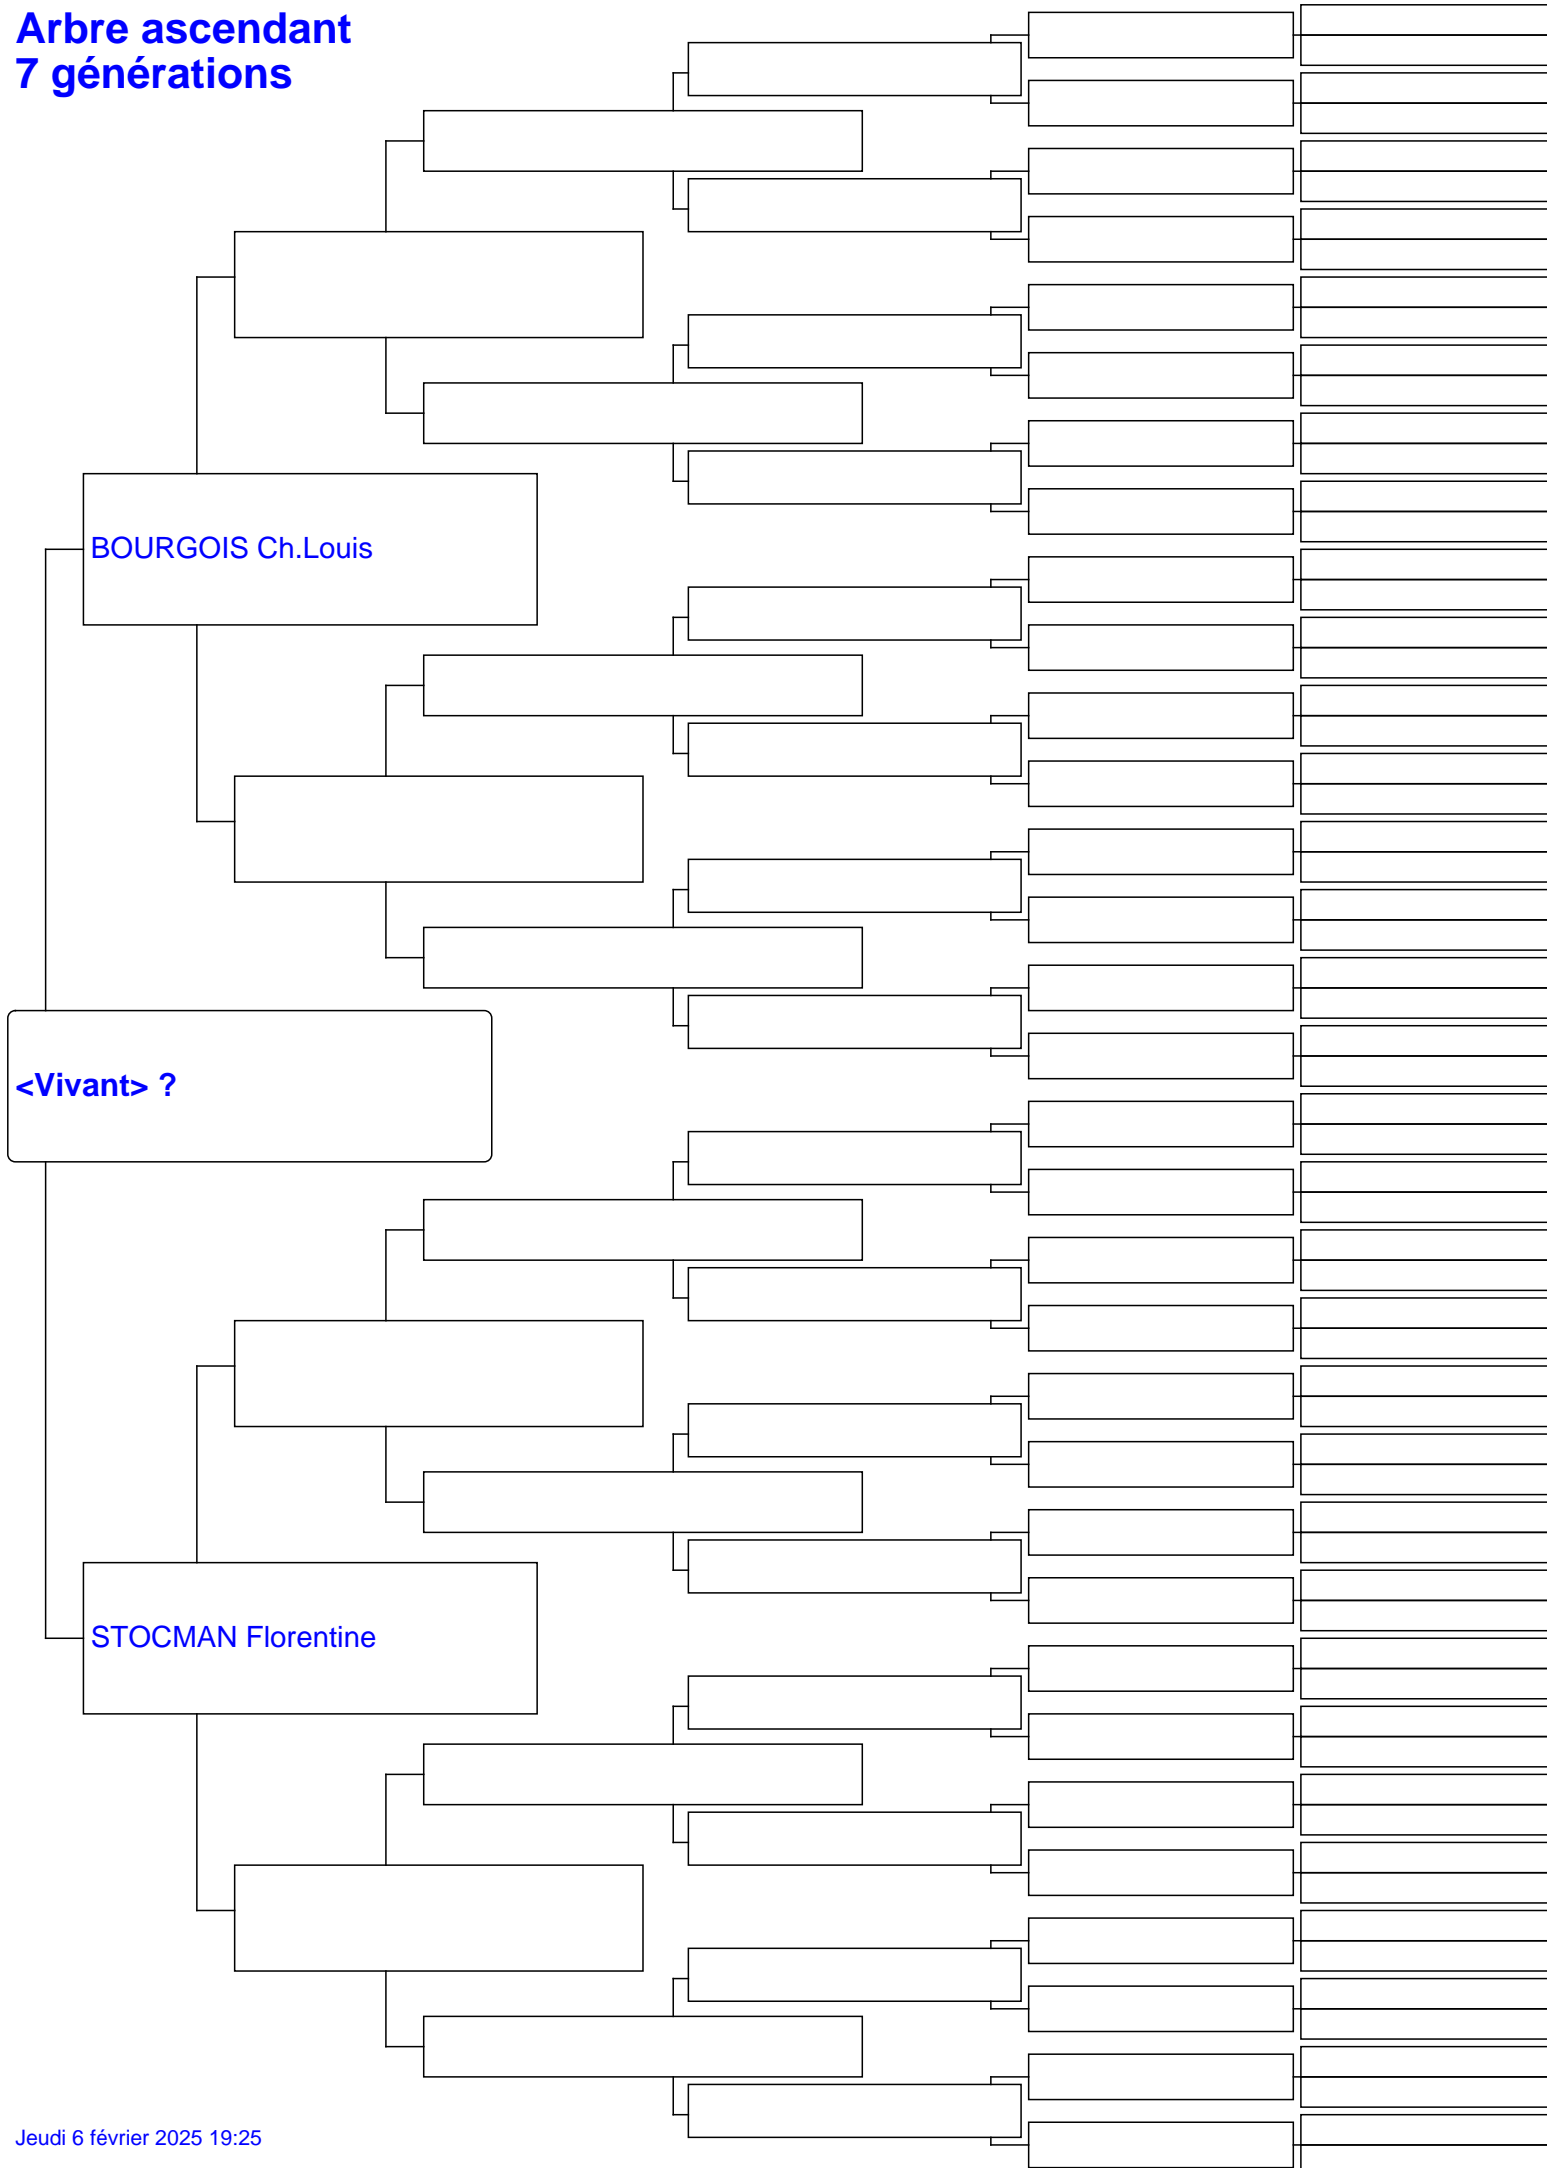 Arbre ascendant
7 générations
BOURGOIS Ch.Louis
<Vivant> ?
STOCMAN Florentine
Jeudi 6 février 2025 19:25